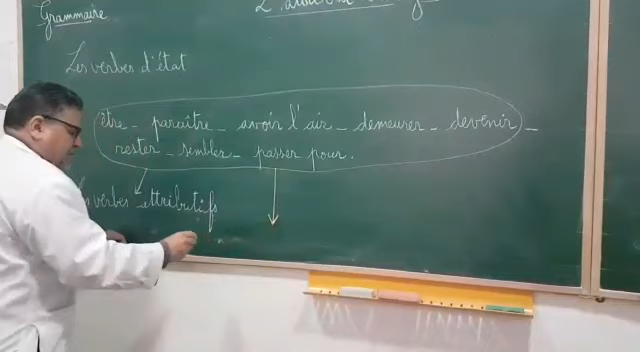 Grammaire
Les verbes d'état
être - paraître - avoir l'air - demeurer - devenir -
rester - sembler - passer pour.
verbes attributifs